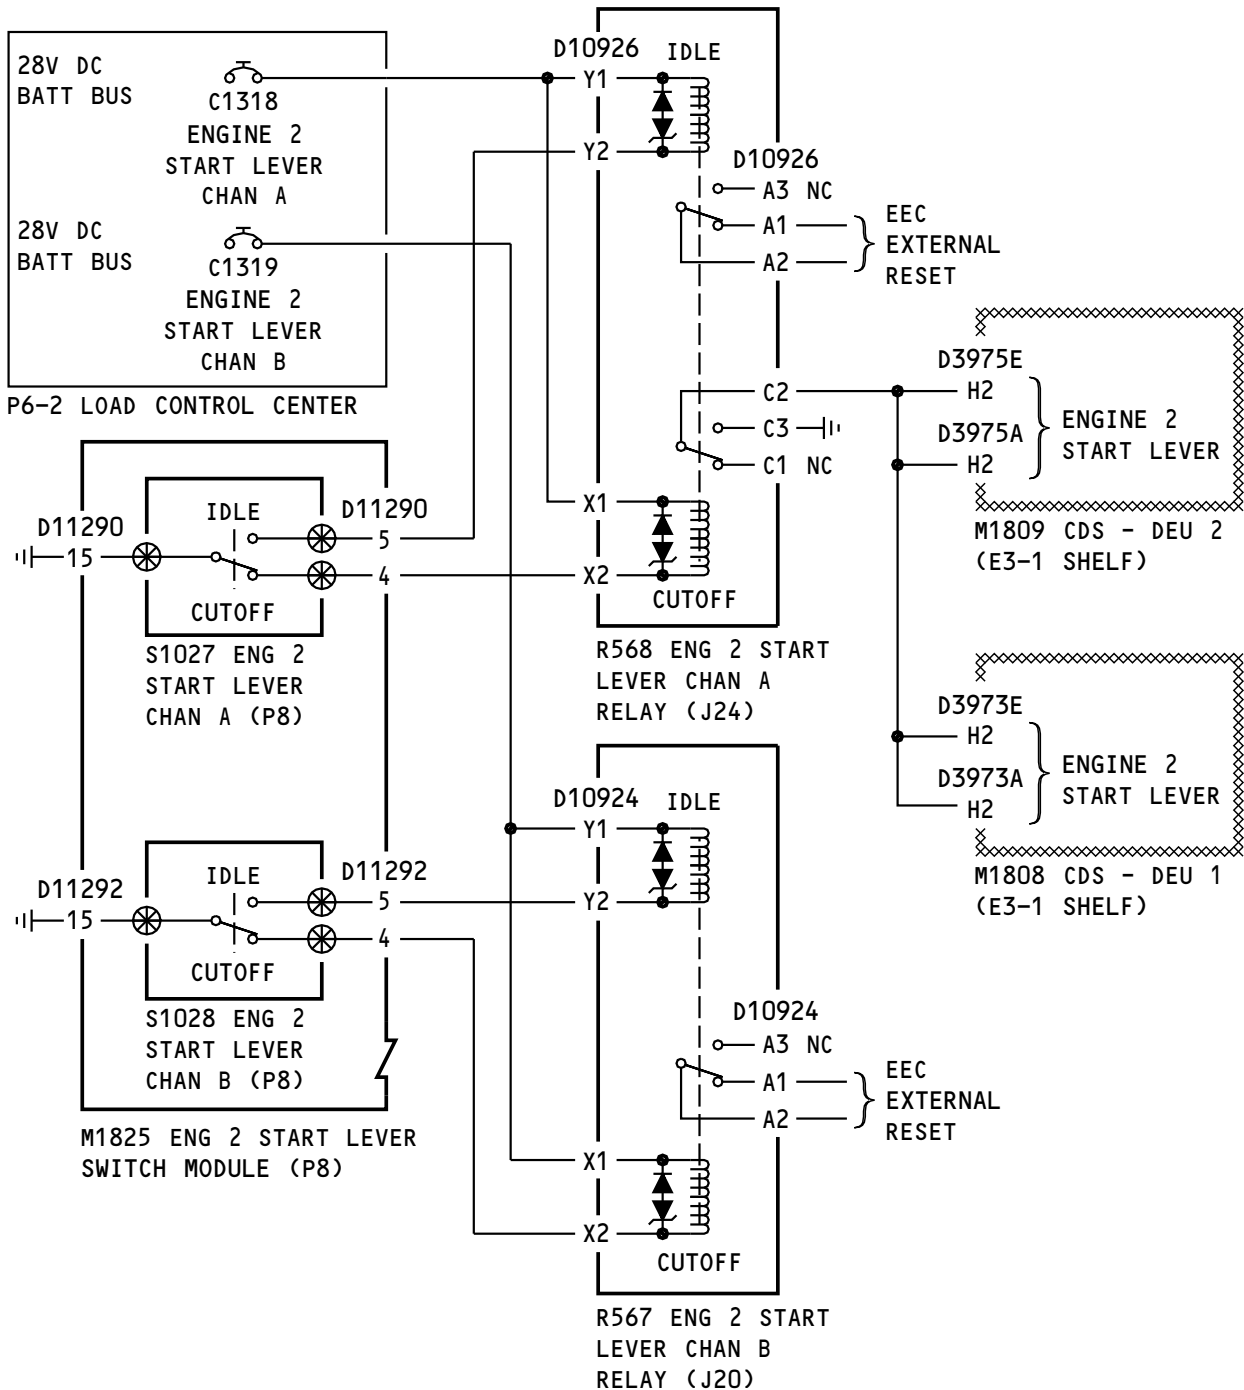 28V DC
BATT BUS
C1318
ENGINE 2
START LEVER
CHAN A
28V DC
BATT BUS
C1319
ENGINE 2
START LEVER
CHAN B
P6-2 LOAD CONTROL CENTER
D11290
15
IDLE
CUTOFF
D11290
5
4
S1027 ENG 2
START LEVER
CHAN A (P8)
D11292
15
IDLE
CUTOFF
D11292
5
4
S1028 ENG 2
START LEVER
CHAN B (P8)
M1825 ENG 2 START LEVER
SWITCH MODULE (P8)
D10926
IDLE
Y1
Y2
D10926
A3 NC
A1
A2
EEC
EXTERNAL
RESET
C2
C3
C1 NC
X1
X2
CUTOFF
R568 ENG 2 START
LEVER CHAN A
RELAY (J24)
D10924
IDLE
Y1
Y2
D10924
A3 NC
A1
A2
EEC
EXTERNAL
RESET
X1
X2
CUTOFF
R567 ENG 2 START
LEVER CHAN B
RELAY (J20)
D3975E
H2
D3975A
H2
ENGINE 2
START LEVER
M1809 CDS - DEU 2
(E3-1 SHELF)
D3973E
H2
D3973A
H2
ENGINE 2
START LEVER
M1808 CDS - DEU 1
(E3-1 SHELF)